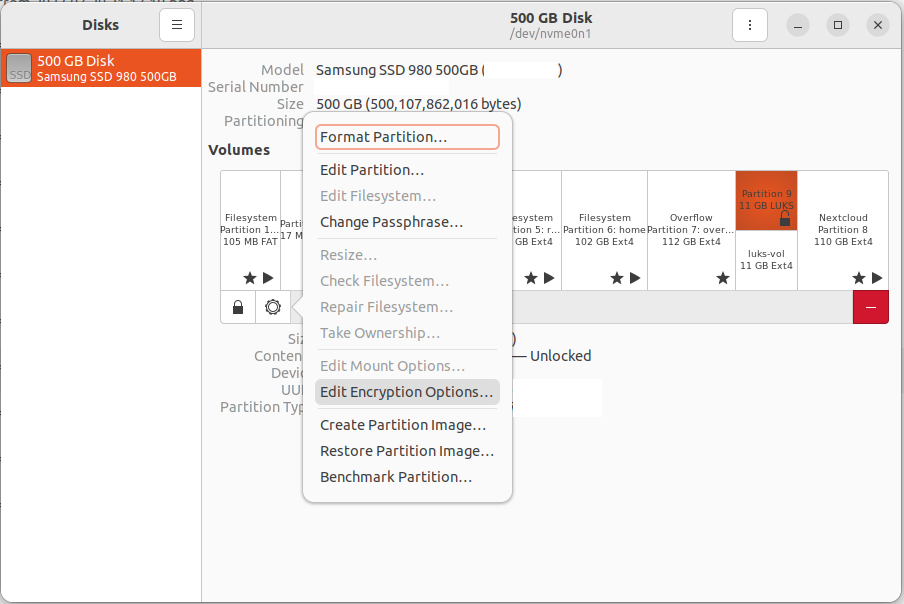 Disks
500 GB Disk
/dev/nvme0n1
500 GB Disk
Samsung SSD 980 500GB
SSD
Model Samsung SSD 980 500GB ( )
Serial Number
Size 500 GB (500,107,862,016 bytes)
Partitioning
Volumes
Filesystem
Partition 1…
105 MB FAT
Parti
17 M
esystem
on 5: r…
GB Ext4
Filesystem
Partition 6: home
102 GB Ext4
Overflow
Partition 7: over…
112 GB Ext4
Partition 9
11 GB LUKS
luks-vol
11 GB Ext4
Nextcloud
Partition 8
110 GB Ext4
Format Partition…
Edit Partition…
Edit Filesystem…
Change Passphrase…
Resize…
Check Filesystem…
Repair Filesystem…
Take Ownership…
Edit Mount Options…
Edit Encryption Options…
Create Partition Image…
Restore Partition Image…
Benchmark Partition…
Siz
)
Conten
— Unlocked
Devic
UUI
Partition Typ